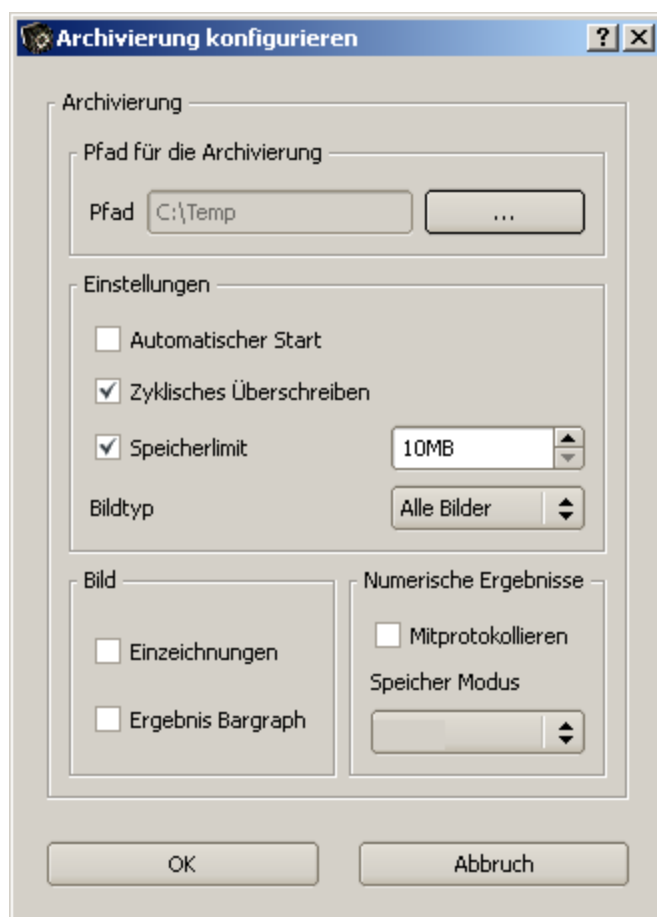 Archivierung konfigurieren
Archivierung
Pfad für die Archivierung
Pfad C:\Temp ...
Einstellungen
Automatischer Start
Zyklisches Überschreiben
Speicherlimit 10MB
Bildtyp Alle Bilder
Bild
Einzeichnungen
Ergebnis Bargraph
Numerische Ergebnisse
Mitprotokollieren
Speicher Modus
OK Abbruch